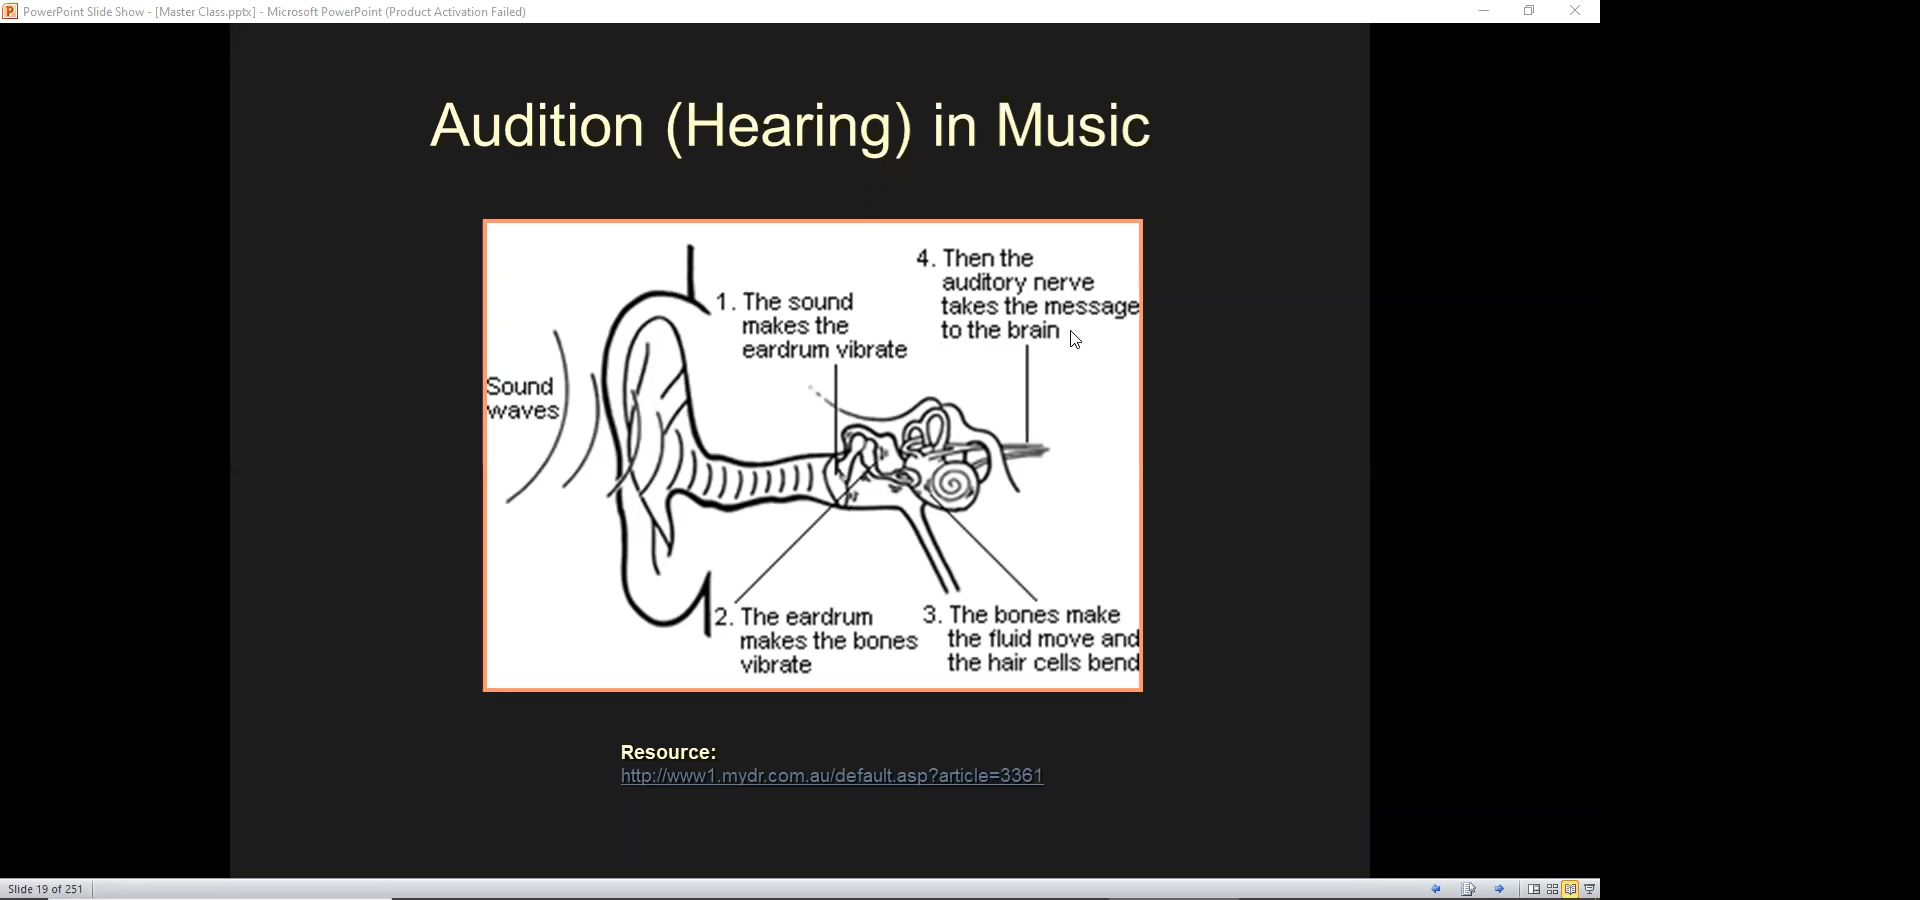 PowerPoint Slide Show - [Master Class.pptx] - Microsoft PowerPoint (Product Activation Failed)
Audition (Hearing) in Music
Sound
waves
1. The sound
makes the
eardrum vibrate
4. Then the
auditory nerve
takes the message
to the brain
2. The eardrum
makes the bones
vibrate
3. The bones make
the fluid move and
the hair cells bend
Resource:
http://www1.mydr.com.au/default.asp?article=3361
Slide 19 of 251